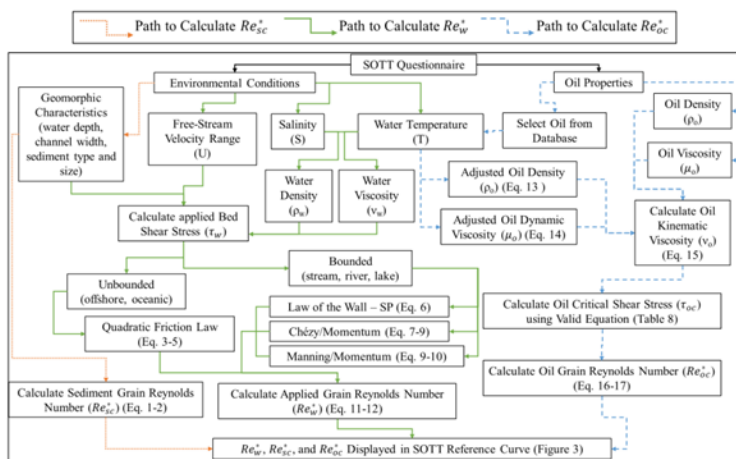 Path to Calculate Re*sc
Path to Calculate Re*w
Path to Calculate Re*oc
SOTT Questionnaire
Environmental Conditions
Oil Properties
Geomorphic
Characteristics
(water depth,
channel width,
sediment type and
size)
Free-Stream
Velocity Range
(U)
Salinity
(S)
Water
Temperature
(T)
Select Oil from
Database
Oil Density
(ρo)
Oil Viscosity
(μo)
Water
Density
(ρw)
Water
Viscosity
(νw)
Adjusted Oil Density
(ρo) (Eq. 13 )
Adjusted Oil Dynamic
Viscosity (μo) (Eq. 14)
Calculate Oil
Kinematic
Viscosity (νo)
(Eq. 15)
Calculate applied Bed
Shear Stress (τw)
Unbounded
(offshore, oceanic)
Bounded
(stream, river, lake)
Quadratic Friction Law
(Eq. 3-5)
Law of the Wall – SP (Eq. 6)
Chézy/Momentum (Eq. 7-9)
Manning/Momentum (Eq. 9-10)
Calculate Oil Critical Shear Stress (τoc)
using Valid Equation (Table 8)
Calculate Sediment Grain Reynolds
Number (Re*sc) (Eq. 1-2)
Calculate Applied Grain Reynolds
Number (Re*w) Eq. 11-12)
Calculate Oil Grain Reynolds Number (Re*oc)
(Eq. 16-17)
Re*w, Re*sc, and Re*oc Displayed in SOTT Reference Curve (Figure 3)